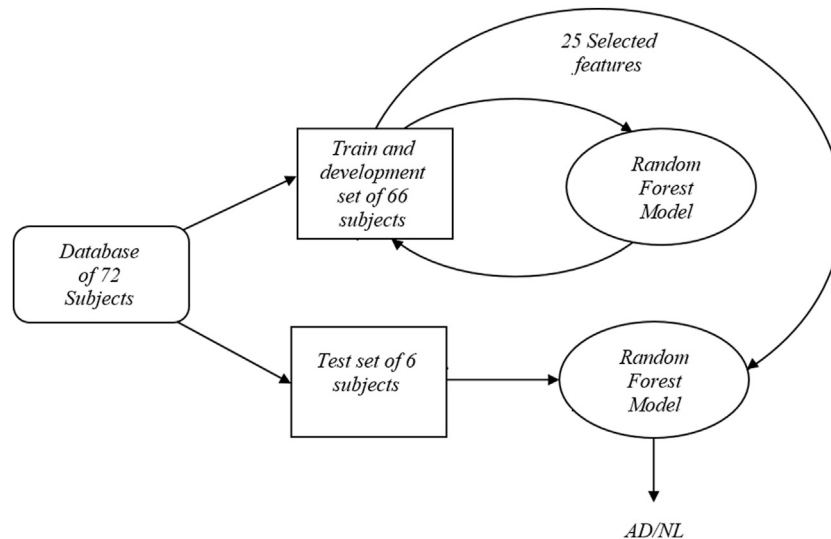 25 Selected
features
Train and
development
set of 66
subjects
Random
Forest
Model
Database
of 72
Subjects
Test set of 6
subjects
Random
Forest
Model
AD/NL